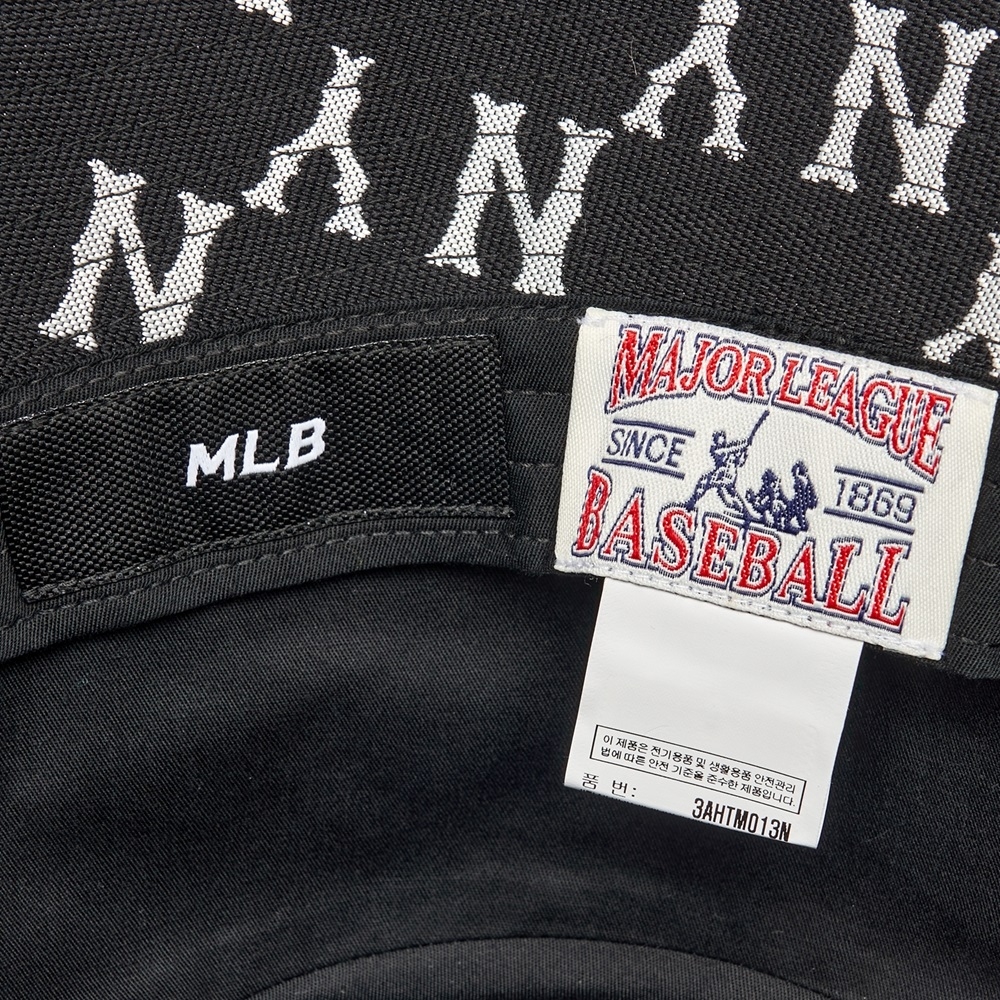 N Y N Y N
MLB
MAJOR LEAGUE
SINCE
1869
BASEBALL
이 제품은 전기용품 및 생활용품 안전관리
법에 따른 안전 기준을 준수한 제품입니다.
품 번:
3AHTM013N